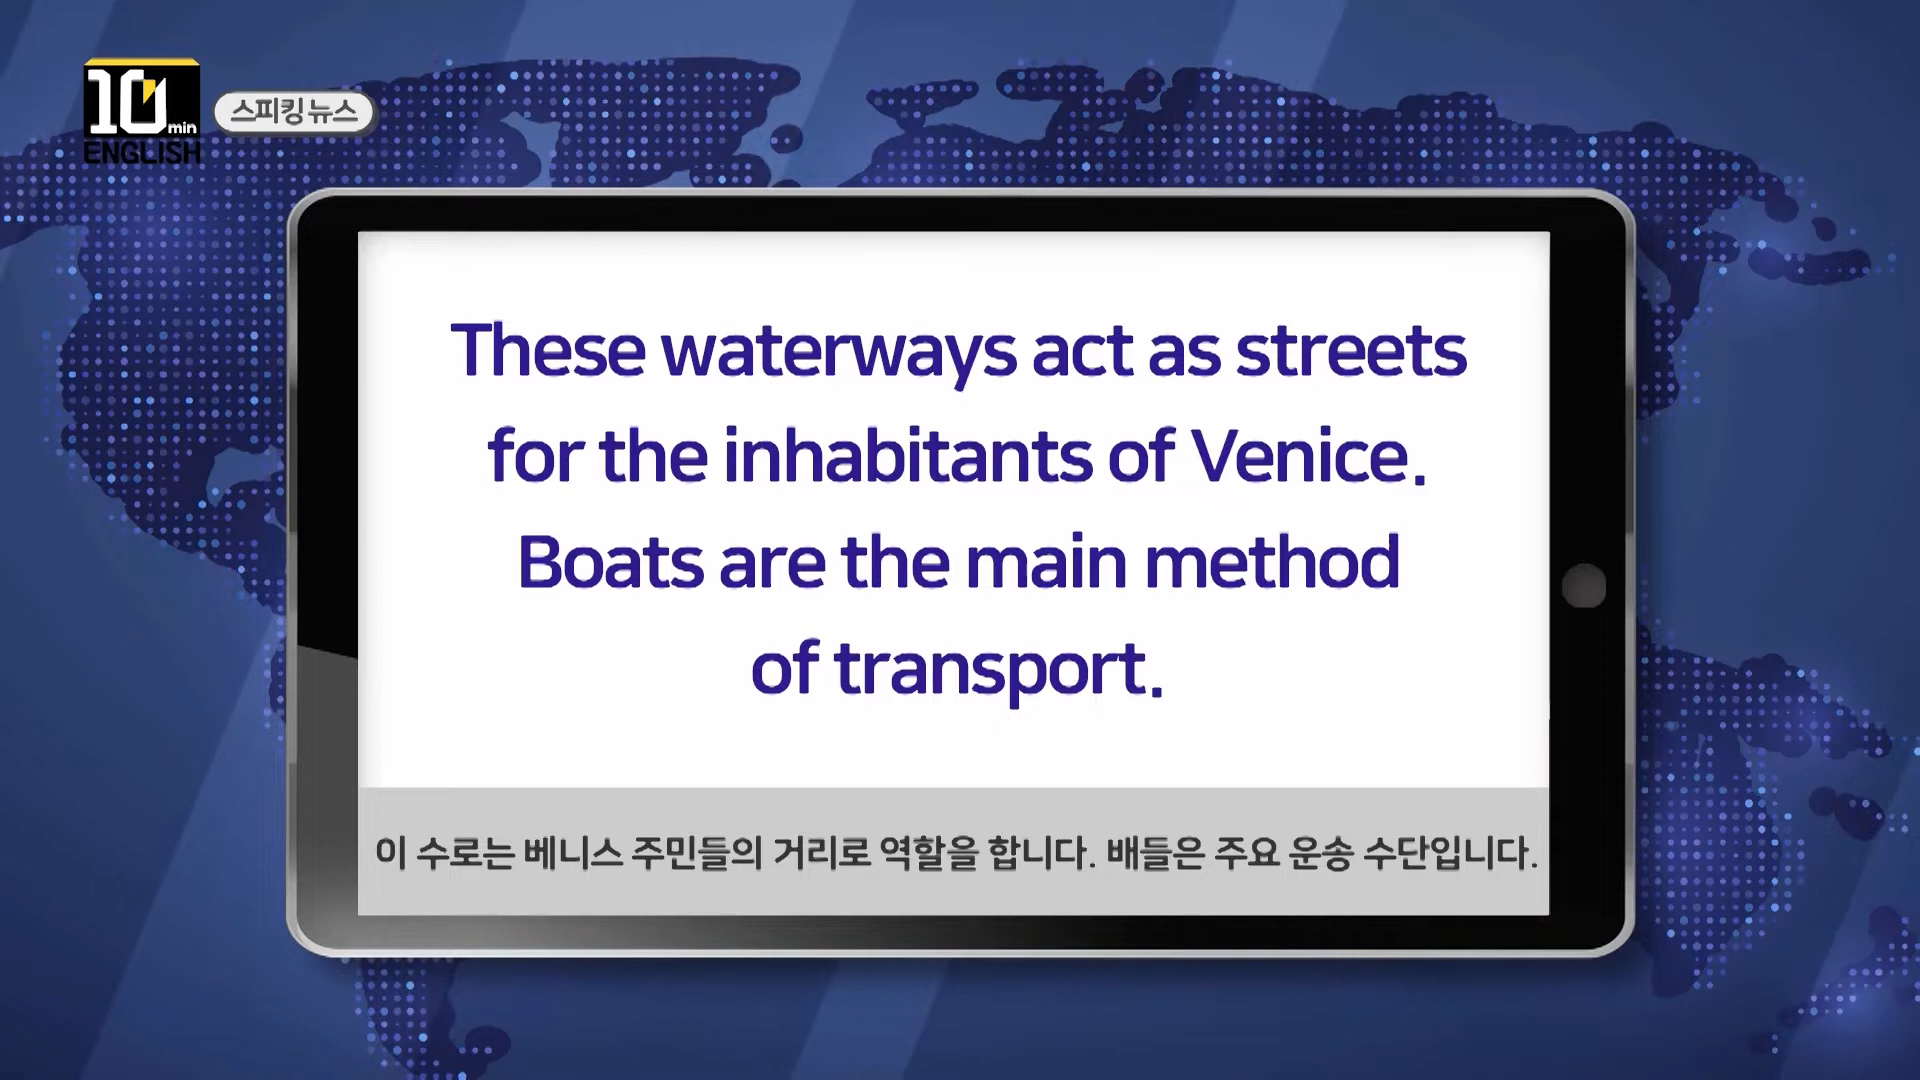 10min
ENGLISH
스피킹 뉴스
These waterways act as streets
for the inhabitants of Venice.
Boats are the main method
of transport.
이 수로는 베니스 주민들의 거리로 역할을 합니다. 배들은 주요 운송 수단입니다.